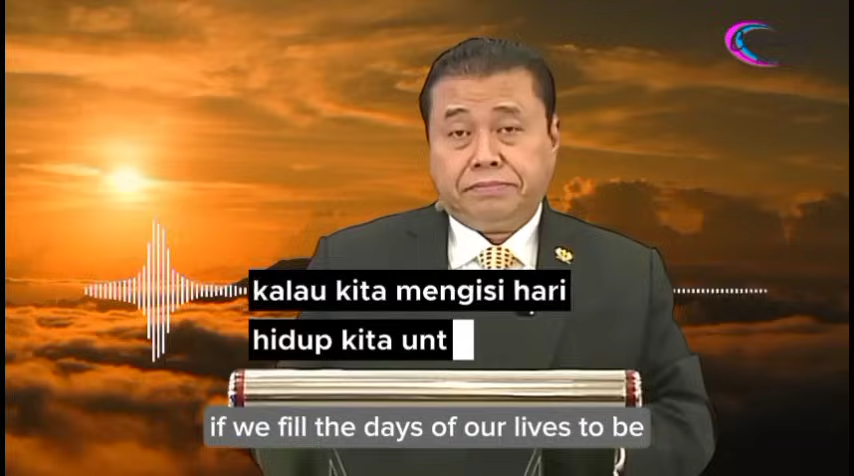 kalau kita mengisi hari
hidup kita unt
if we fill the days of our lives to be